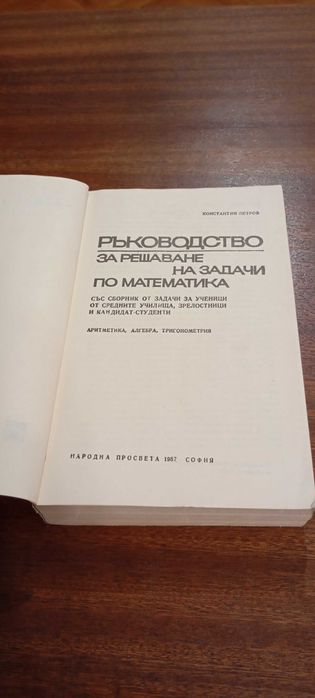 КОНСТАНТИН ПЕТРОВ
РЪКОВОДСТВО
ЗА РЕШАВАНЕ
НА ЗАДАЧИ
ПО МАТЕМАТИКА
СЪС СБОРНИК ОТ ЗАДАЧИ ЗА УЧЕНИЦИ
ОТ СРЕДНИТЕ УЧИЛИЩА, ЗРЕЛОСТНИЦИ
И КАНДИДАТ-СТУДЕНТИ
АРИТМЕТИКА, АЛГЕБРА, ТРИГОНОМЕТРИЯ
НАРОДНА ПРОСВЕТА 1987 СОФИЯ